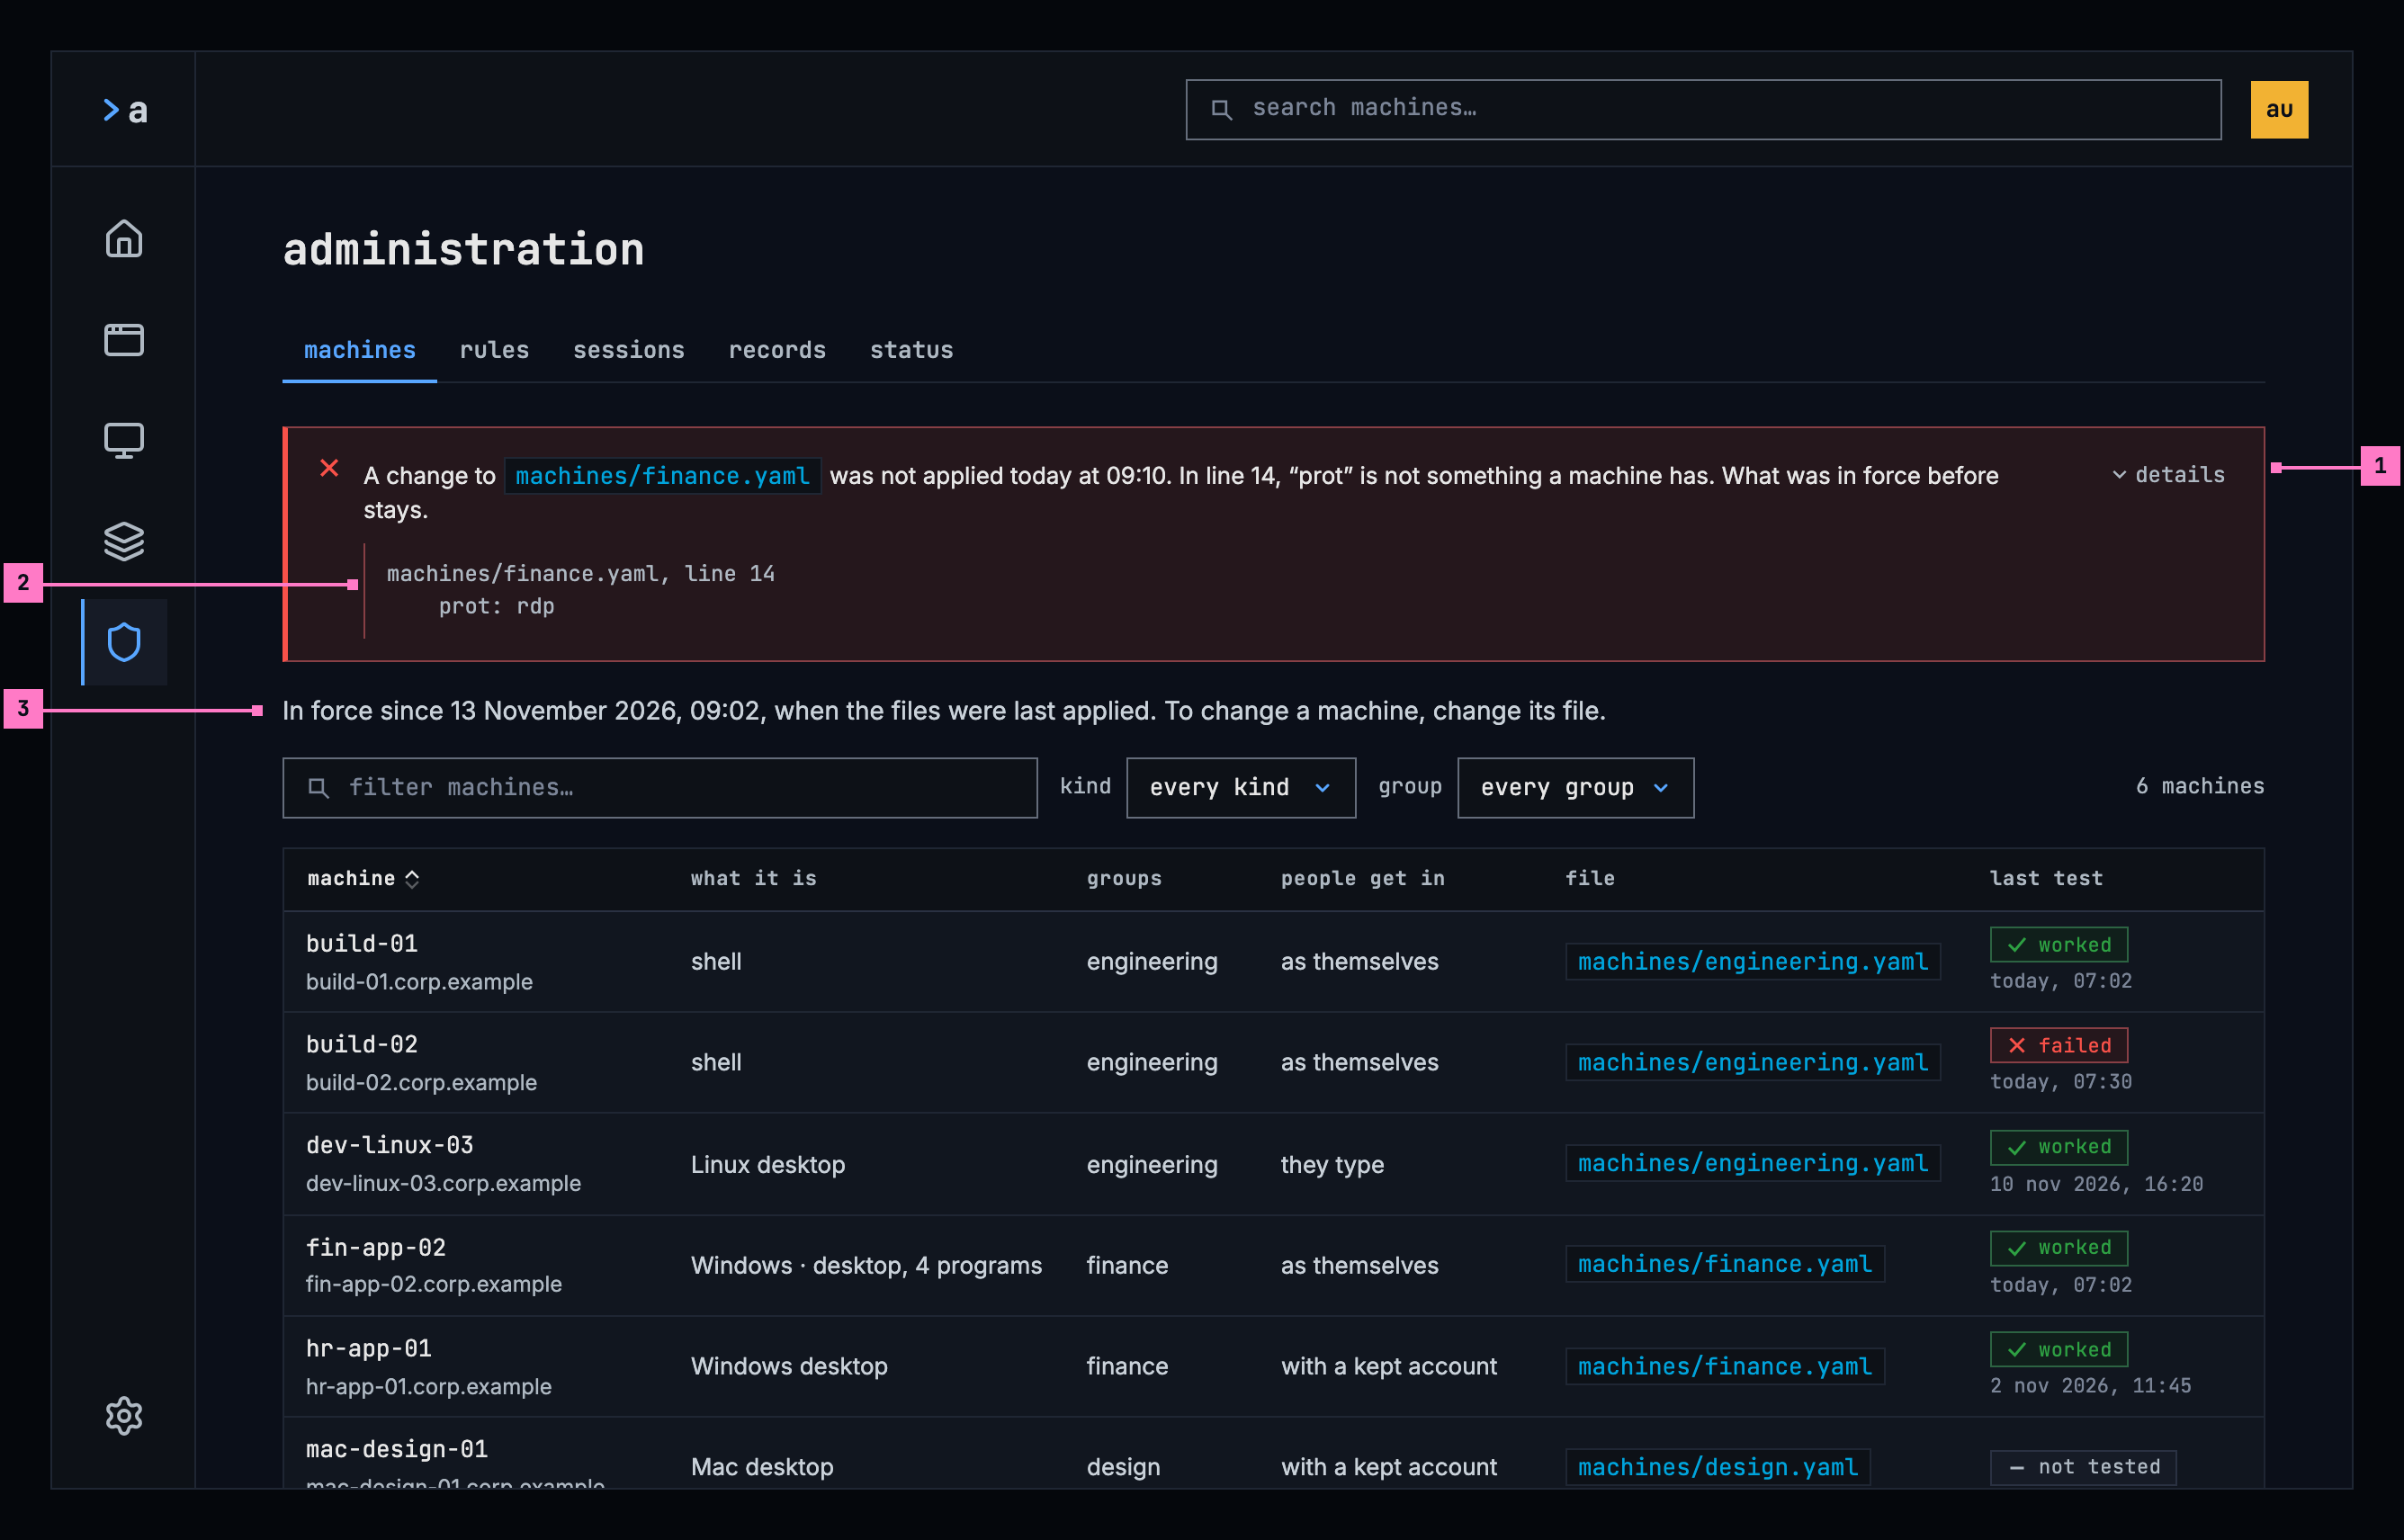 >a
search machines…
au
administration
machines rules sessions records status
A change to machines/finance.yaml was not applied today at 09:10. In line 14, “prot” is not something a machine has. What was in force before
stays.
details
1
machines/finance.yaml, line 14
prot: rdp
2
3
In force since 13 November 2026, 09:02, when the files were last applied. To change a machine, change its file.
filter machines…
kind every kind group every group
6 machines
machine what it is groups people get in file last test
build-01
build-01.corp.example
shell engineering as themselves machines/engineering.yaml
worked
today, 07:02
build-02
build-02.corp.example
shell engineering as themselves machines/engineering.yaml
failed
today, 07:30
dev-linux-03
dev-linux-03.corp.example
Linux desktop engineering they type machines/engineering.yaml
worked
10 nov 2026, 16:20
fin-app-02
fin-app-02.corp.example
Windows · desktop, 4 programs finance as themselves machines/finance.yaml
worked
today, 07:02
hr-app-01
hr-app-01.corp.example
Windows desktop finance with a kept account machines/finance.yaml
worked
2 nov 2026, 11:45
mac-design-01
mac-design-01.corp.example
Mac desktop design with a kept account machines/design.yaml
– not tested